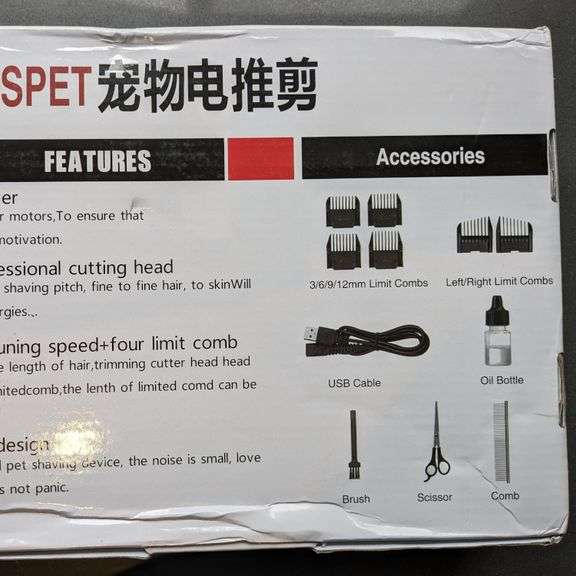 SPET宠物电推剪
FEATURES
er
r motors,To ensure that
notivation.
essional cutting head
shaving pitch, fine to fine hair, to skinWill
rgies.,.
uning speed+four limit comb
e length of hair,trimming cutter head head
nitedcomb,the lenth of limited comd can be
design
l pet shaving device, the noise is small, love
s not panic.
Accessories
3/6/9/12mm Limit Combs
Left/Right Limit Combs
USB Cable
Oil Bottle
Brush
Scissor
Comb